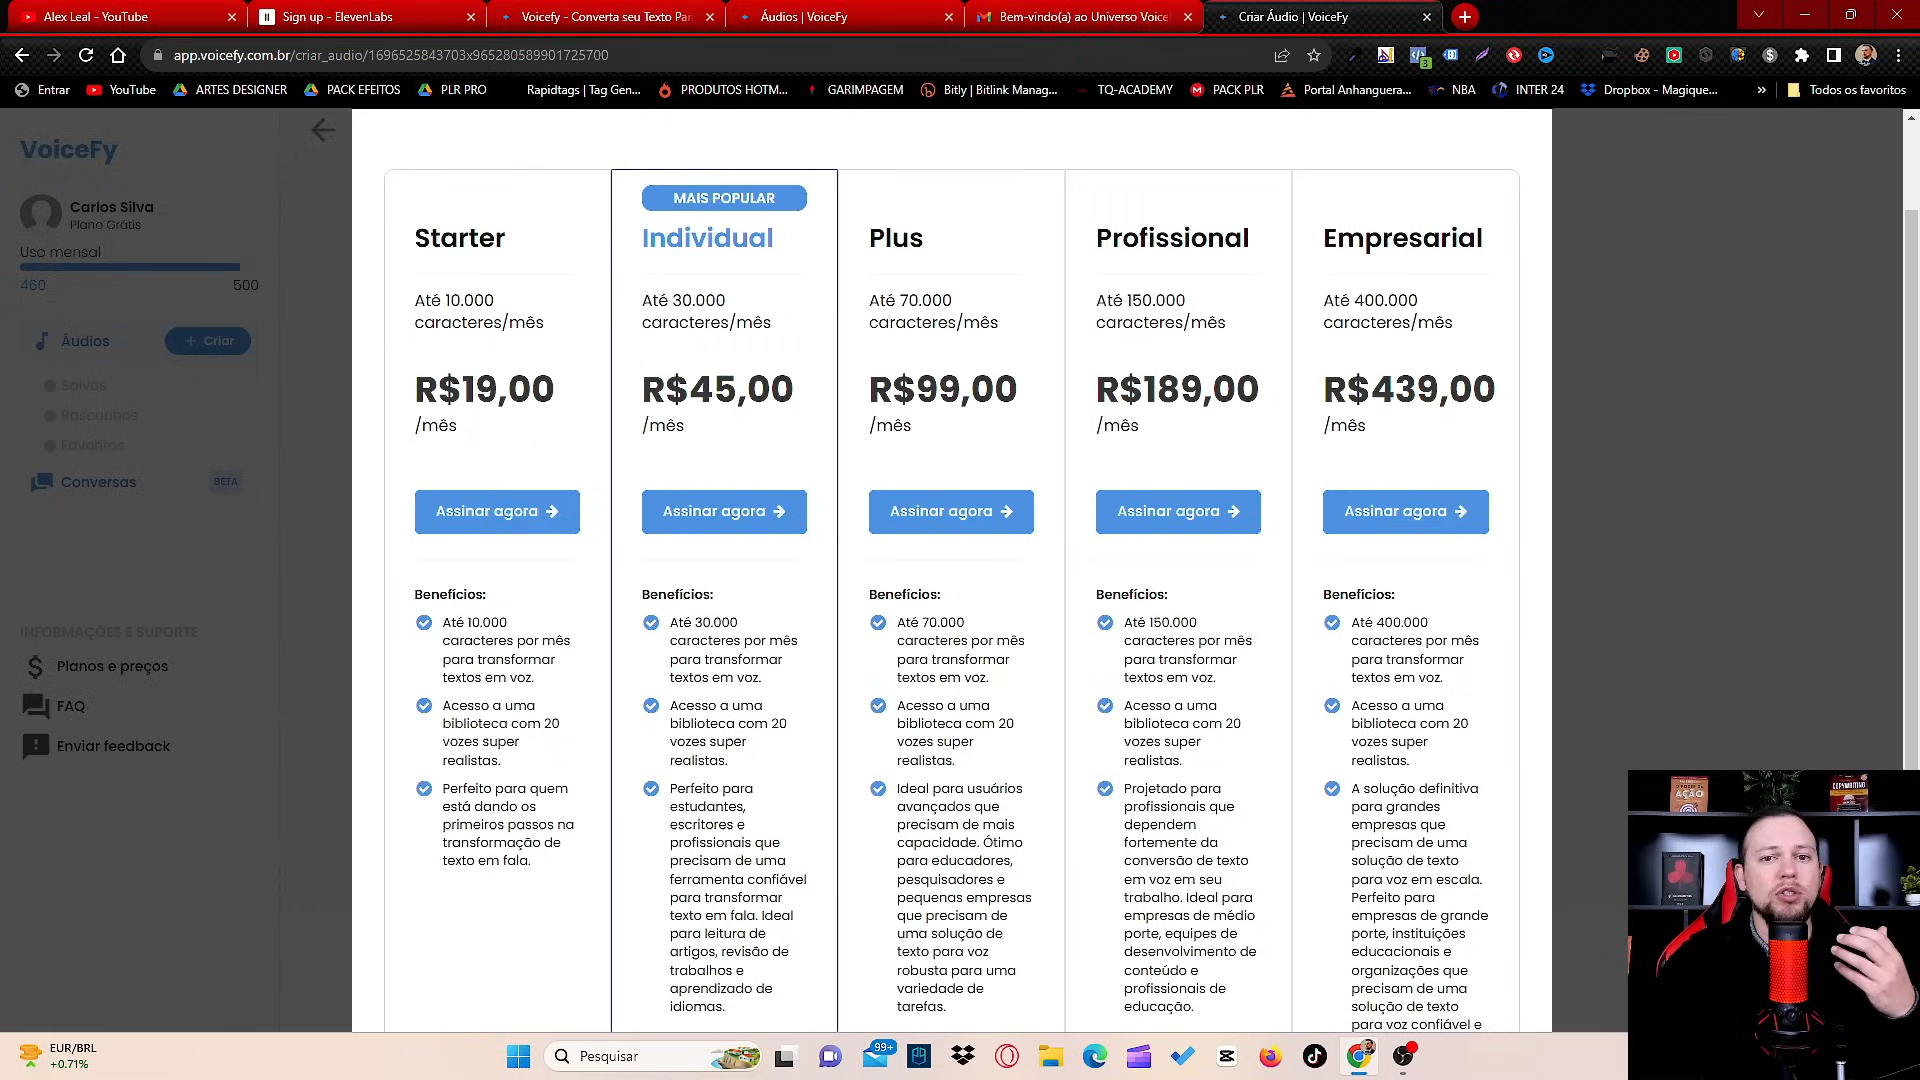 Alex Leal - YouTube
Sign up - ElevenLabs
Voicefy - Converta seu Texto Par
Áudios | VoiceFy
Bem-vindo(a) ao Universo Voice
Criar Áudio | VoiceFy
app.voicefy.com.br/criar_audio/1696525843703x965280589901725700
3
Entrar
YouTube
ARTES DESIGNER
PACK EFEITOS
PLR PRO
Rapidtags | Tag Gen...
PRODUTOS HOTM...
GARIMPAGEM
Bitly | Bitlink Manag...
TQ-ACADEMY
PACK PLR
Portal Anhanguera...
NBA
INTER 24
Dropbox - Magique...
»
Todos os favoritos
VoiceFy
Carlos Silva
Plano Grátis
Uso mensal
460
500
Áudios
+ Criar
Salvos
Rascunhos
Favoritos
Conversas
BETA
INFORMAÇÕES E SUPORTE
Planos e preços
FAQ
Enviar feedback
Starter
Até 10.000
caracteres/mês
R$19,00
/mês
Assinar agora
Benefícios:
Até 10.000
caracteres por mês
para transformar
textos em voz.
Acesso a uma
biblioteca com 20
vozes super
realistas.
Perfeito para quem
está dando os
primeiros passos na
transformação de
texto em fala.
MAIS POPULAR
Individual
Até 30.000
caracteres/mês
R$45,00
/mês
Assinar agora
Benefícios:
Até 30.000
caracteres por mês
para transformar
textos em voz.
Acesso a uma
biblioteca com 20
vozes super
realistas.
Perfeito para
estudantes,
escritores e
profissionais que
precisam de uma
ferramenta confiável
para transformar
texto em fala. Ideal
para leitura de
artigos, revisão de
trabalhos e
aprendizado de
idiomas.
Plus
Até 70.000
caracteres/mês
R$99,00
/mês
Assinar agora
Benefícios:
Até 70.000
caracteres por mês
para transformar
textos em voz.
Acesso a uma
biblioteca com 20
vozes super
realistas.
Ideal para usuários
avançados que
precisam de mais
capacidade. Ótimo
para educadores,
pesquisadores e
pequenas empresas
que precisam de
uma solução de
texto para voz
robusta para uma
variedade de
tarefas.
Profissional
Até 150.000
caracteres/mês
R$189,00
/mês
Assinar agora
Benefícios:
Até 150.000
caracteres por mês
para transformar
textos em voz.
Acesso a uma
biblioteca com 20
vozes super
realistas.
Projetado para
profissionais que
dependem
fortemente da
conversão de texto
em voz em seu
trabalho. Ideal para
empresas de médio
porte, equipes de
desenvolvimento de
conteúdo e
profissionais de
educação.
Empresarial
Até 400.000
caracteres/mês
R$439,00
/mês
Assinar agora
Benefícios:
Até 400.000
caracteres por mês
para transformar
textos em voz.
Acesso a uma
biblioteca com 20
vozes super
realistas.
A solução definitiva
para grandes
empresas que
precisam de uma
solução de texto
para voz em escala.
Perfeito para
empresas de grande
porte, instituições
educacionais e
organizações que
precisam de uma
solução de texto
para voz confiável e
AÇÃO
COPYWRITING
EUR/BRL
+0.71%
Pesquisar
99+